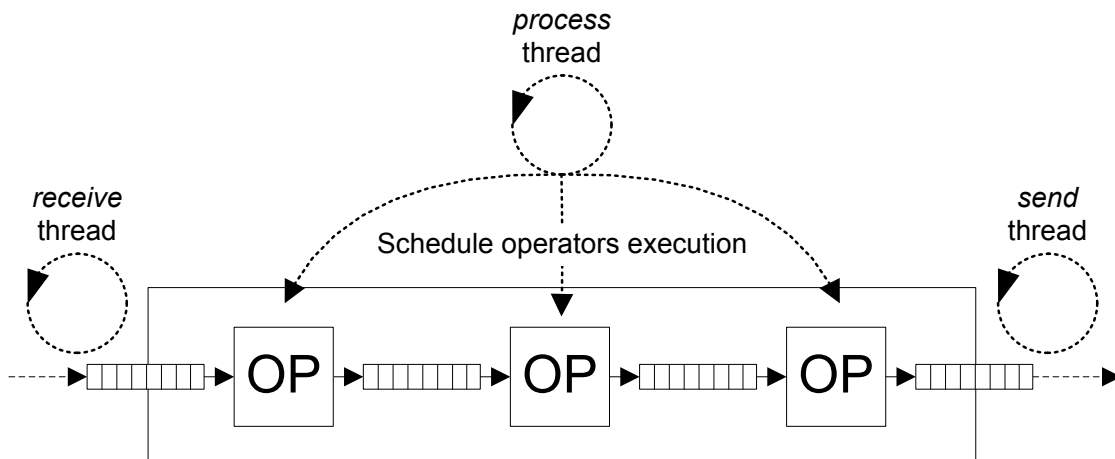 process
thread
receive
thread
send
thread
Schedule operators execution
OP
OP
OP